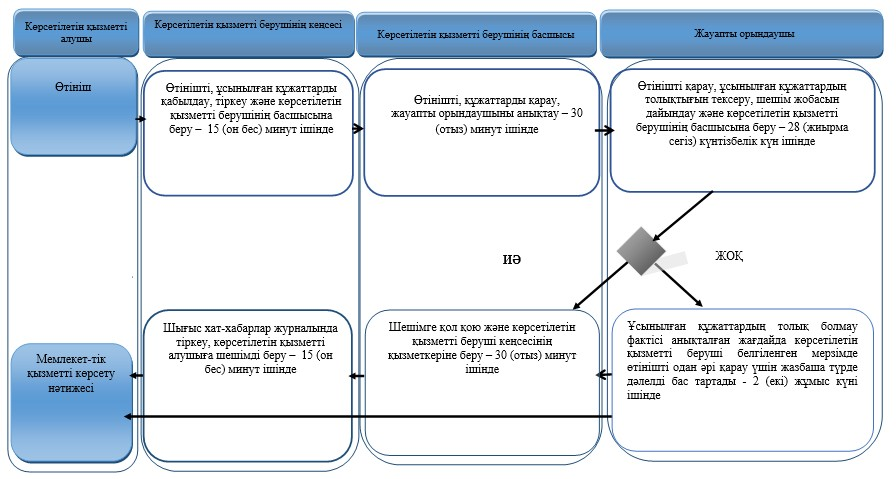 Көрсетілетін қызметті
алушы
Көрсетілетін қызметті берушінің кеңсесі
Көрсетілетін қызметті берушінің басшысы
Жауапты орындаушы
Өтініш
Өтінішті, ұсынылған құжаттарды
қабылдау, тіркеу және көрсетілетін
қызметті берушінің басшысына
беру – 15 (он бес) минут ішінде
Өтінішті, құжаттарды қарау,
жауапты орындаушыны анықтау – 30
(отыз) минут ішінде
Өтінішті қарау, ұсынылған құжаттардың
толықтығын тексеру, шешім жобасын
дайындау және көрсетілетін қызметті
берушінің басшысына беру – 28 (жиырма
сегіз) күнтізбелік күн ішінде
ИӘ
ЖОҚ
Мемлекет-тік
қызметті көрсету
нәтижесі
Шығыс хат-хабарлар журналында
тіркеу, көрсетілетін қызметті
алушыға шешімді беру – 15 (он
бес) минут ішінде
Шешімге қол қою және көрсетілетін
қызметті беруші кеңсесінің
қызметкеріне беру – 30 (отыз) минут
ішінде
Ұсынылған құжаттардың толық болмау
фактісі анықталған жағдайда көрсетілетін
қызметті беруші белгіленген мерзімде
өтінішті одан әрі қарау үшін жазбаша түрде
дәлелді бас тартады - 2 (екі) жұмыс күні
ішінде